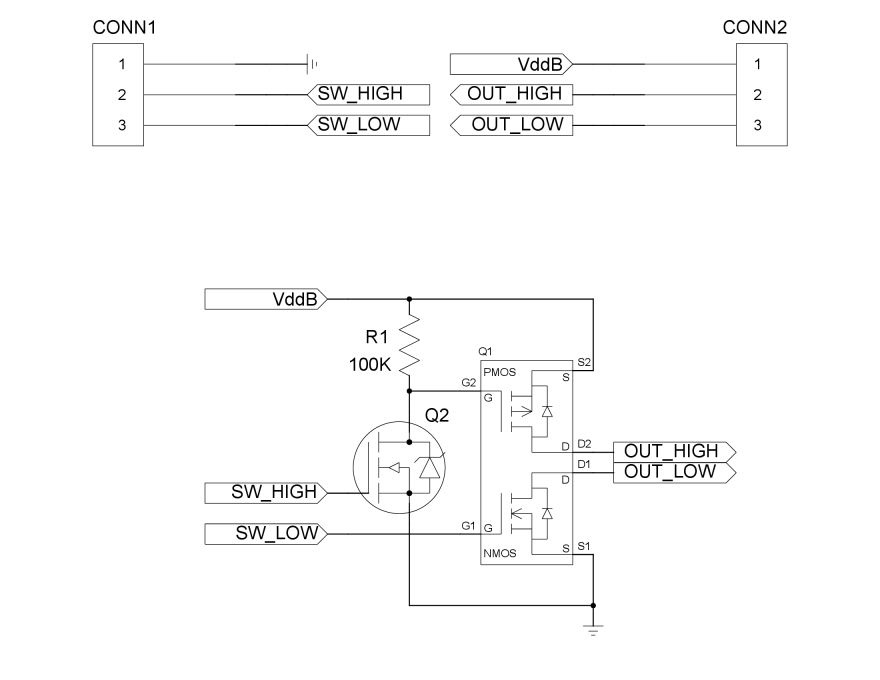 CONN1 CONN2
1 VddB 1
2 SW_HIGH OUT_HIGH 2
3 SW_LOW OUT_LOW 3
VddB
R1
100K
Q1
S2
PMOS
S
G2
G
Q2
D D2
OUT_HIGH
D1
OUT_LOW
D
SW_HIGH
SW_LOW
G1
G
NMOS
S
S1